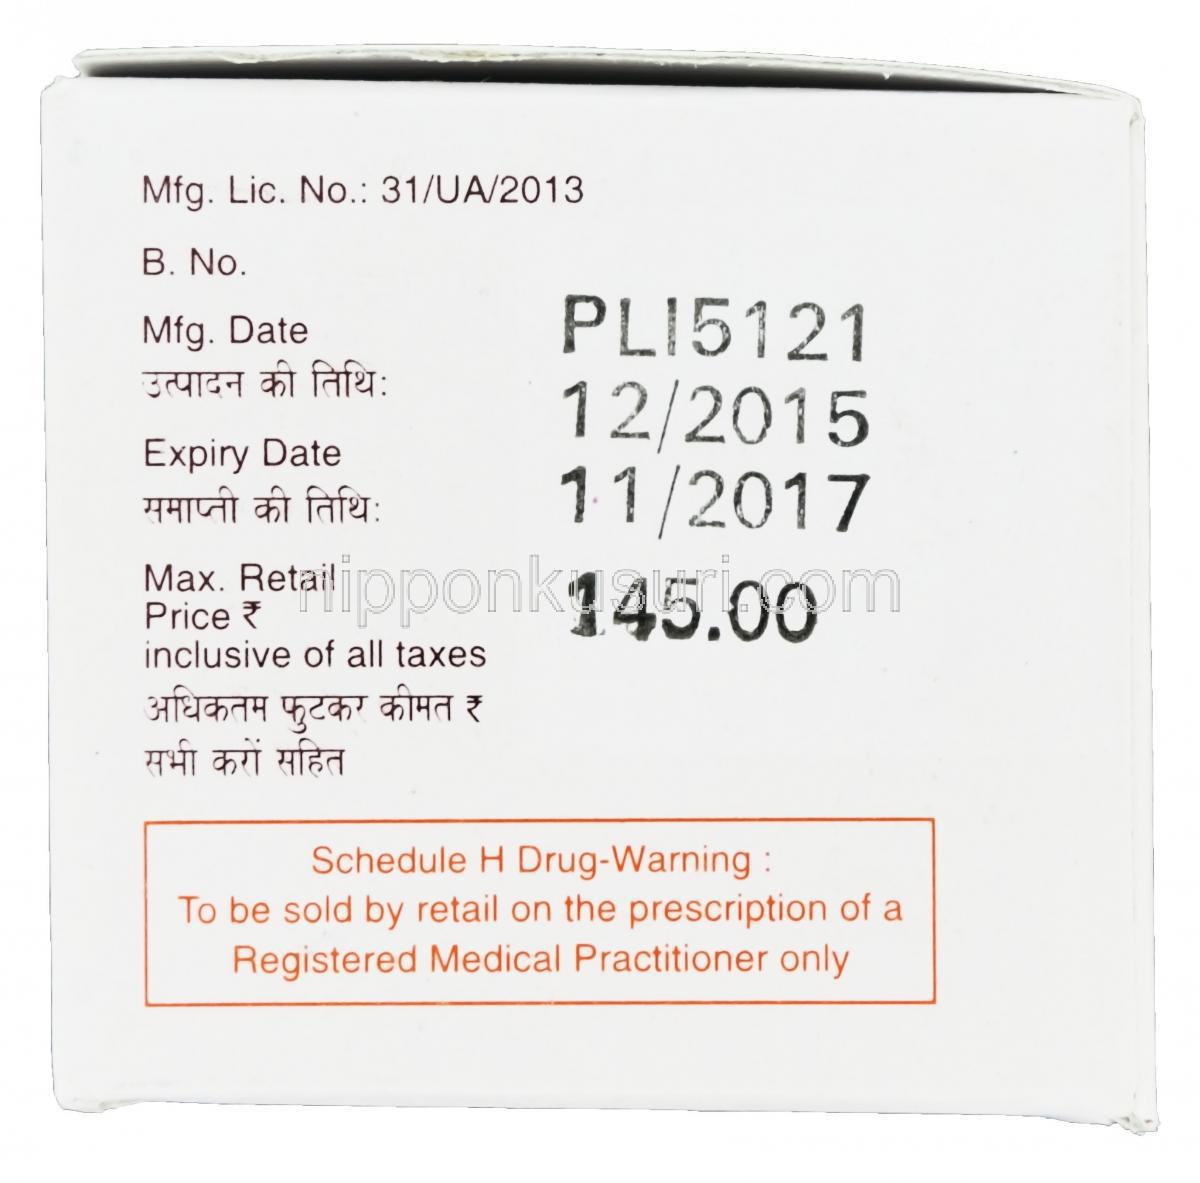 Mfg. Lic. No.: 31/UA/2013
B. No.
PLI5121
Mfg. Date
उत्पादन की तिथि:
12/2015
Expiry Date
समाप्ती की तिथि:
11/2017
Max. Retail
Price ₹
145.00
inclusive of all taxes
अधिकतम फुटकर कीमत ₹
सभी करों सहित
nipponkusuri.com
Schedule H Drug-Warning :
To be sold by retail on the prescription of a
Registered Medical Practitioner only